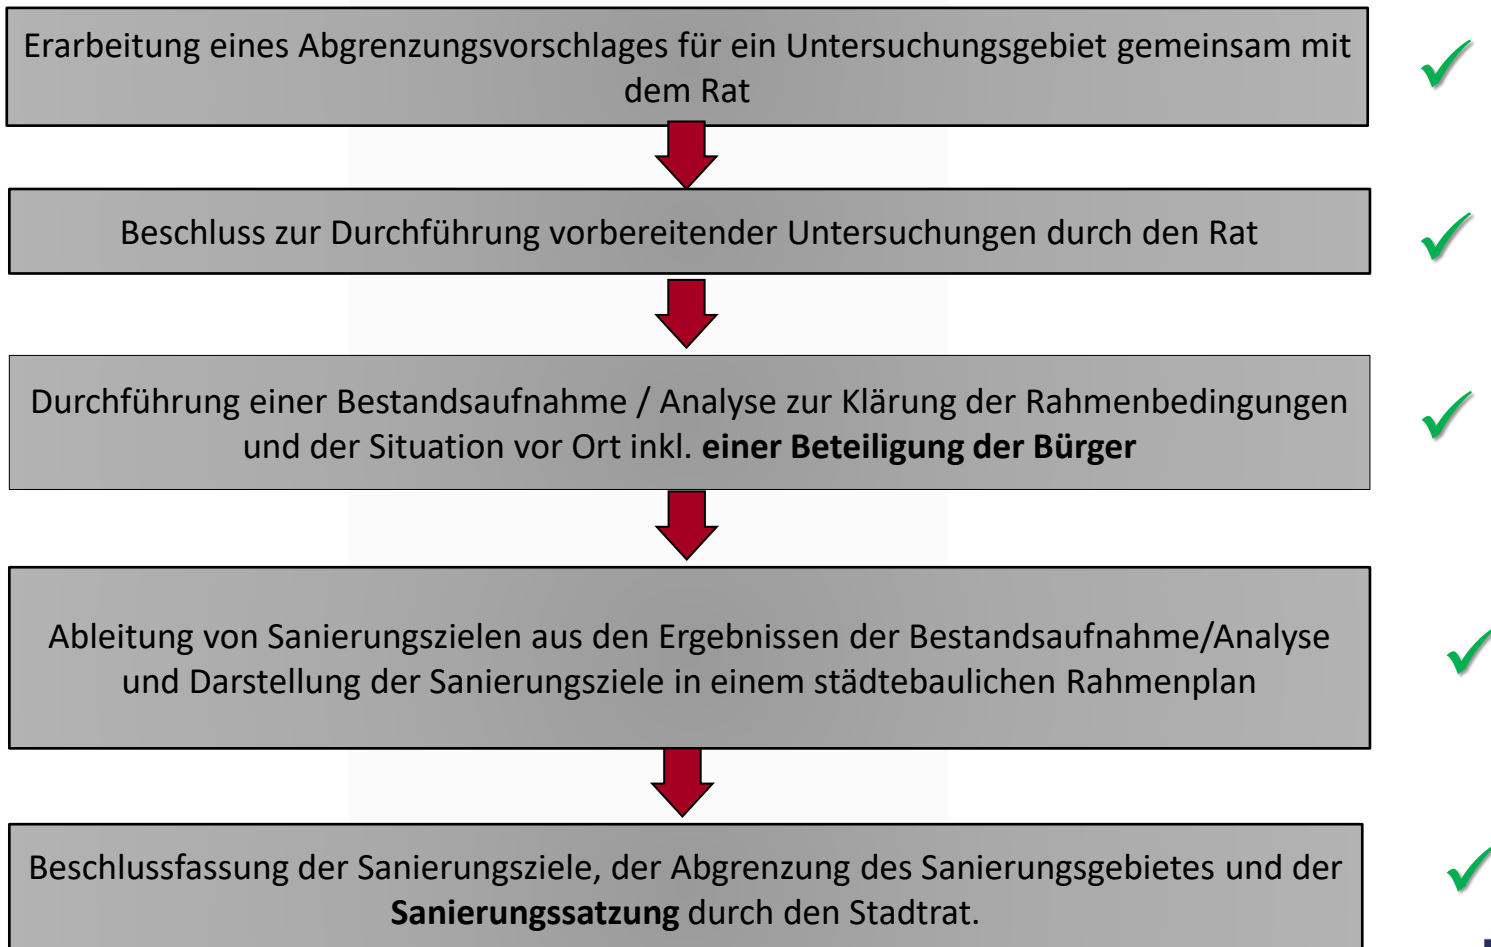 Erarbeitung eines Abgrenzungsvorschlages für ein Untersuchungsgebiet gemeinsam mit
dem Rat
Beschluss zur Durchführung vorbereitender Untersuchungen durch den Rat
Durchführung einer Bestandsaufnahme / Analyse zur Klärung der Rahmenbedingungen
und der Situation vor Ort inkl. einer Beteiligung der Bürger
Ableitung von Sanierungszielen aus den Ergebnissen der Bestandsaufnahme/Analyse
und Darstellung der Sanierungsziele in einem städtebaulichen Rahmenplan
Beschlussfassung der Sanierungsziele, der Abgrenzung des Sanierungsgebietes und der
Sanierungssatzung durch den Stadtrat.